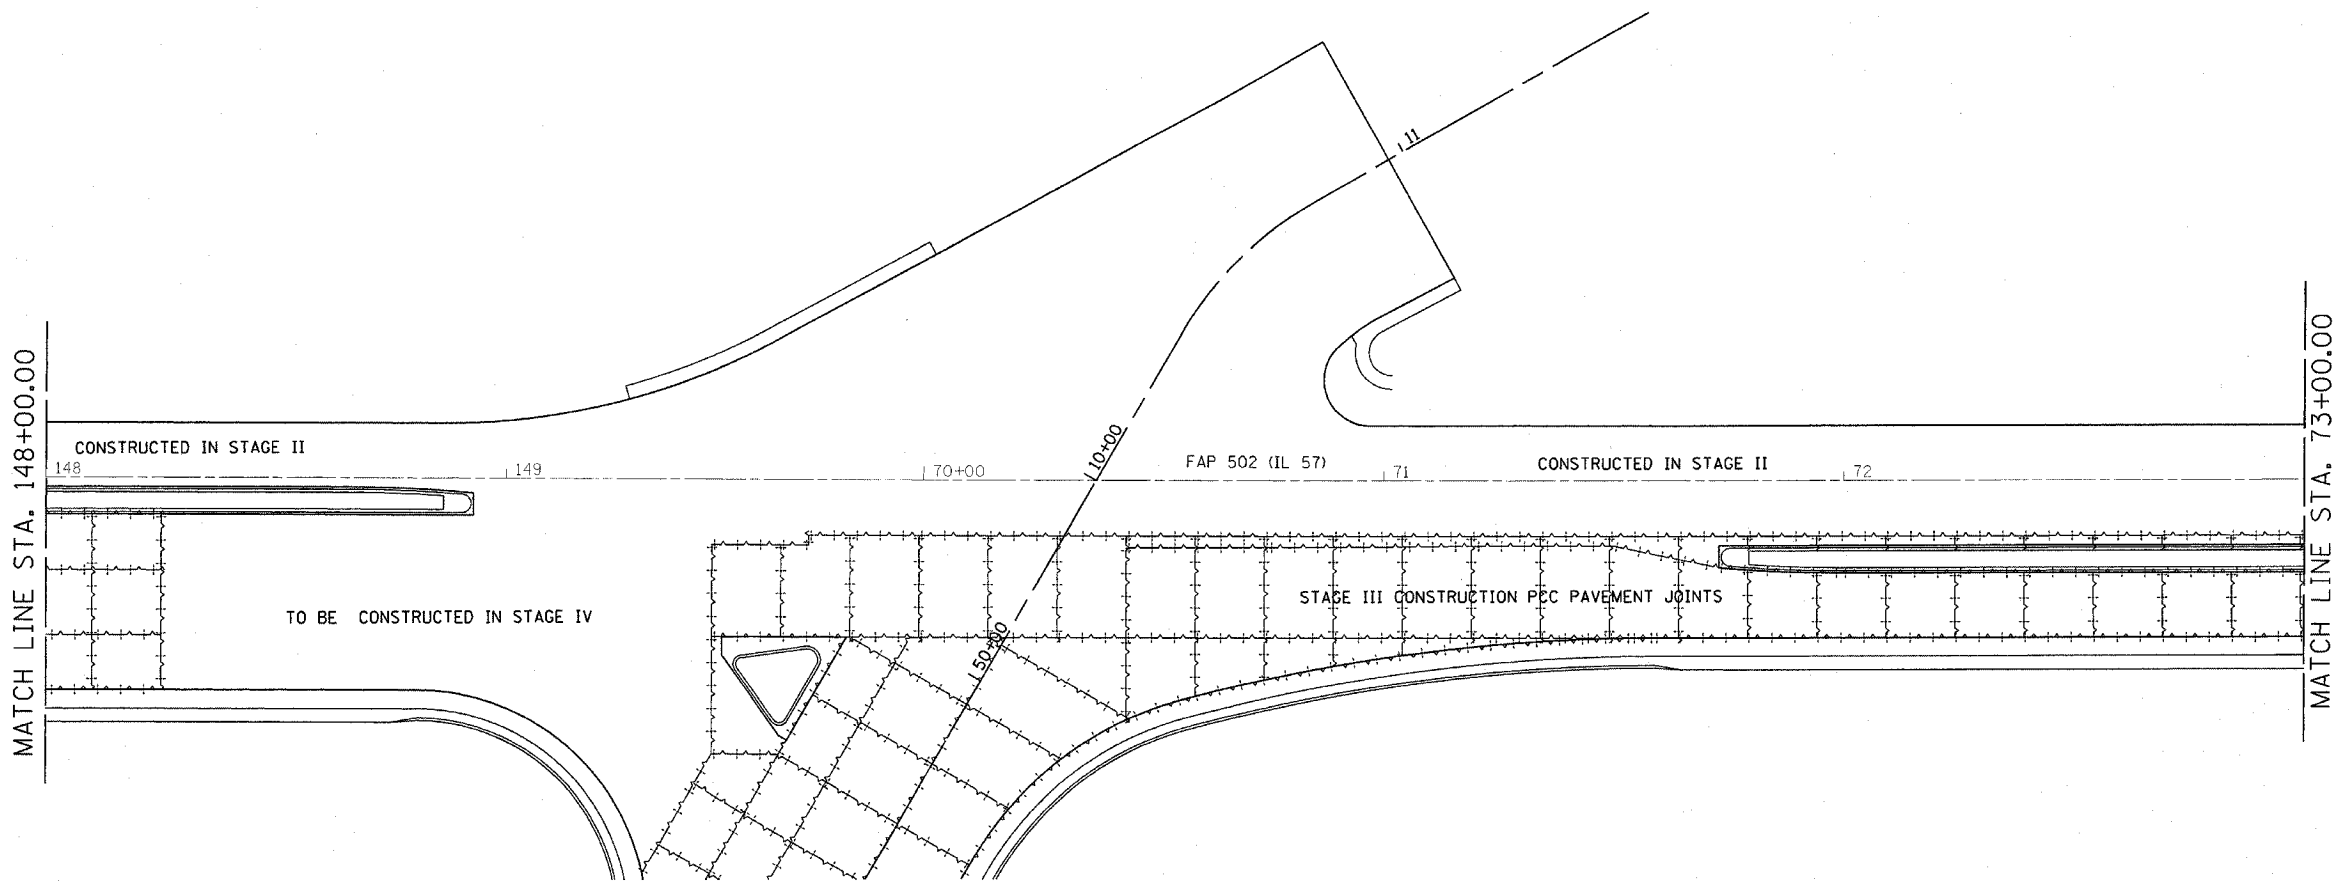 11
MATCH LINE STA. 148+00.00
MATCH LINE STA. 73+00.00
CONSTRUCTED IN STAGE II
148
149
70+00
10+00
FAP 502 (IL 57)
71
CONSTRUCTED IN STAGE II
72
TO BE CONSTRUCTED IN STAGE IV
STAGE III CONSTRUCTION PCC PAVEMENT JOINTS
50+00